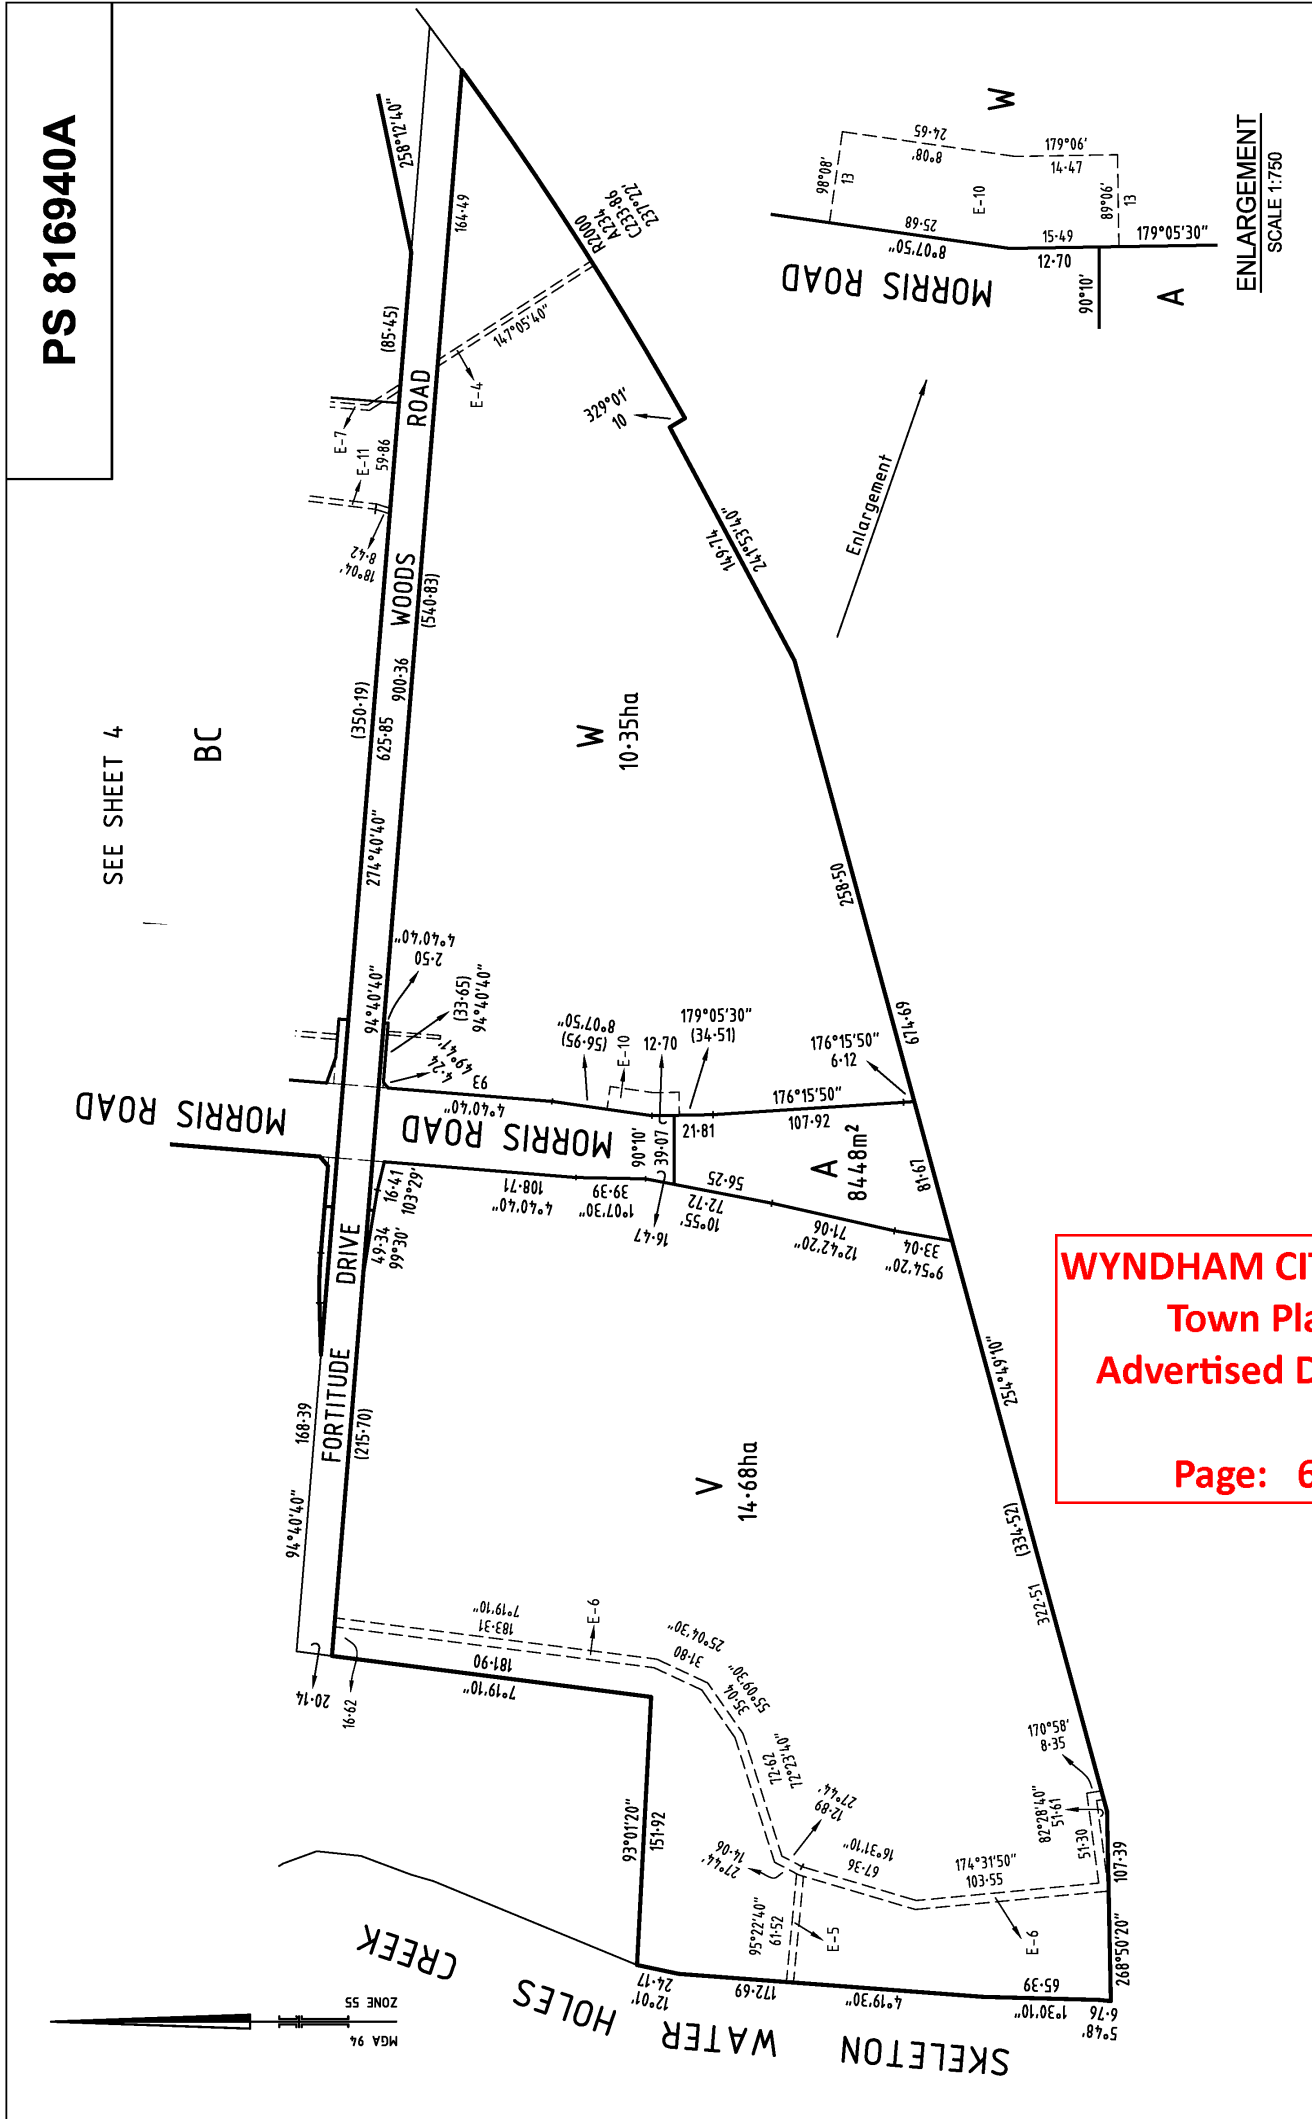 PS 816940A
SEE SHEET 4
BC
258°12'40"
164·49
(85·45)
ROAD
E-7
E-11
59·86
8·42
18°04'
E-4
147°05'40"
R2000
A234
C233·86
237°22'
329°01'
10
WOODS
(540·83)
900·36
(350·19)
625·85
274°40'40"
149·74
241°53'40"
W
10·35ha
258·50
674·69
94°40'40"
4°40'40"
2·50
(33·65)
94°40'40"
49°41'
4·24
93
4°40'40"
(56·95)
8°07'50"
E-10
12·70
179°05'30"
(34·51)
176°15'50"
6·12
176°15'50"
107·92
21·81
MORRIS ROAD
MORRIS ROAD
MORRIS ROAD
90°10'
39·07
A
8448m²
81·67
16·41
103°29'
49·34
99°30'
108·71
4°40'40"
39·39
1°07'30"
16·47
56·25
72·72
10°55'
71·06
12°42'20"
33·04
9°54'20"
FORTITUDE DRIVE
(215·70)
168·39
94°40'40"
V
14·68ha
254°49'10"
(334·52)
322·51
20·14
16·62
181·90
7°19'10"
183·31
7°19'10"
E-6
31·80
25°04'30"
35·04
55°09'30"
72·62
72°23'40"
12·89
27°44'
27°44'
14·06
67·36
16°31'10"
174°31'50"
103·55
E-6
95°22'40"
61·52
E-5
170°58'
8·35
82°28'40"
51·61
51·30
107·39
268°50'20"
93°01'20"
151·92
24·17
12°01'
172·69
4°19'30"
65·39
1°30'10"
6·76
5°48'
SKELETON WATER HOLES CREEK
MGA 94
ZONE 55
Enlargement
W
24·65
8°08'
98°08'
13
179°06'
14·47
E-10
89°06'
13
25·68
8°07'50"
15·49
12·70
179°05'30"
90°10'
A
MORRIS ROAD
ENLARGEMENT
SCALE 1:750
WYNDHAM CI
Town Pla
Advertised D
Page: 6